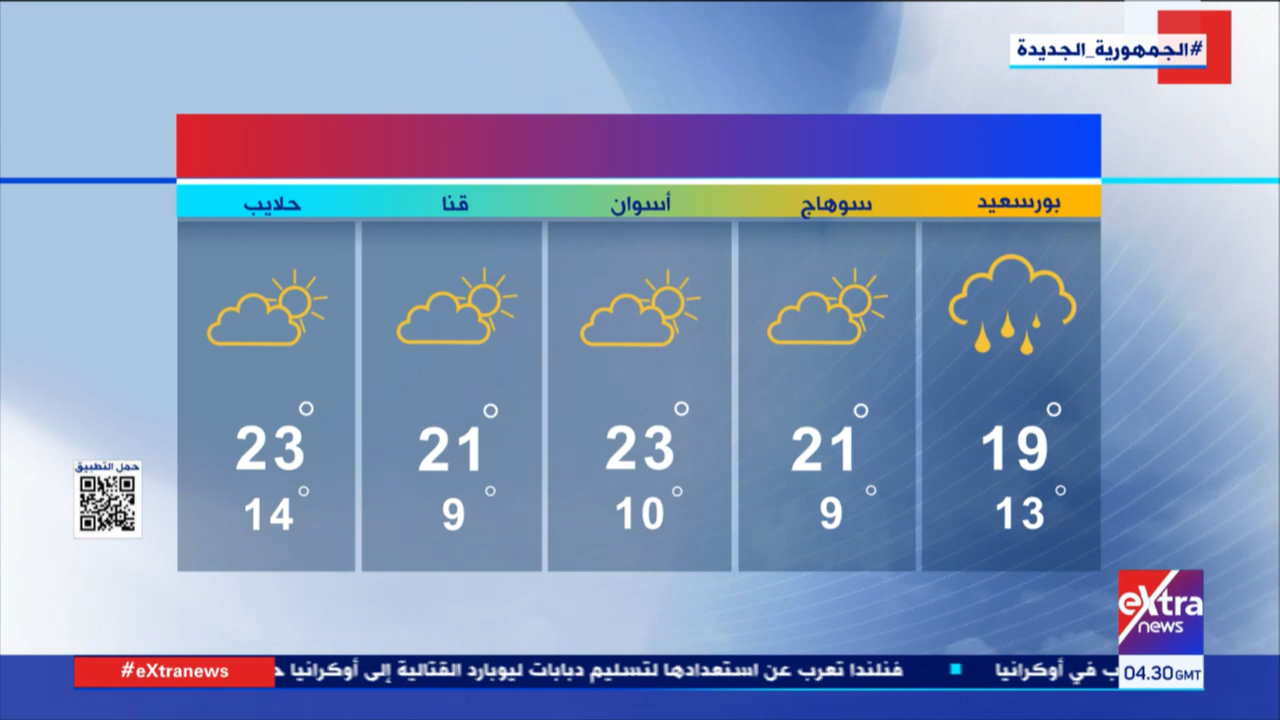 #الجمهورية_الجديدة
بورسعيد سوهاج أسوان قنا حلايب
19° 21° 23° 21° 23°
13° 9° 10° 9° 14°
حمل التطبيق
eXtra
news
في أوكرانيا ■ فنلندا تعرب عن استعدادها لتسليم دبابات ليوبارد القتالية إلى أوكرانيا
#eXtranews
04.30 GMT